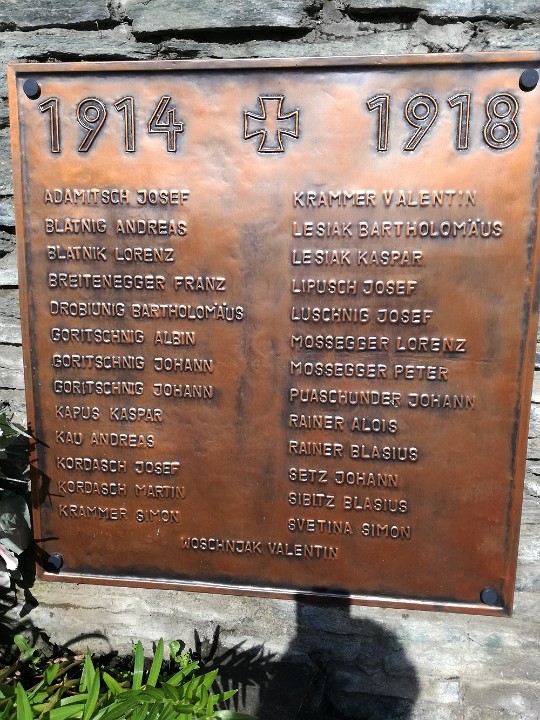 1914 1918
ADAMITSCH JOSEF
BLATNIG ANDREAS
BLATNIK LORENZ
BREITENEGGER FRANZ
DROBIUNIG BARTHOLOMÄUS
GORITSCHNIG ALBIN
GORITSCHNIG JOHANN
GORITSCHNIG JOHANN
KAPUS KASPAR
KAU ANDREAS
KORDASCH JOSEF
KORDASCH MARTIN
KRAMMER SIMON
KRAMMER VALENTIN
LESIAK BARTHOLOMÄUS
LESIAK KASPAR
LIPUSCH JOSEF
LUSCHNIG JOSEF
MOSSEGGER LORENZ
MOSSEGGER PETER
PUASCHUNDER JOHANN
RAINER ALOIS
RAINER BLASIUS
SETZ JOHANN
SIBITZ BLASIUS
SVETINA SIMON
WOSCHNJAK VALENTIN